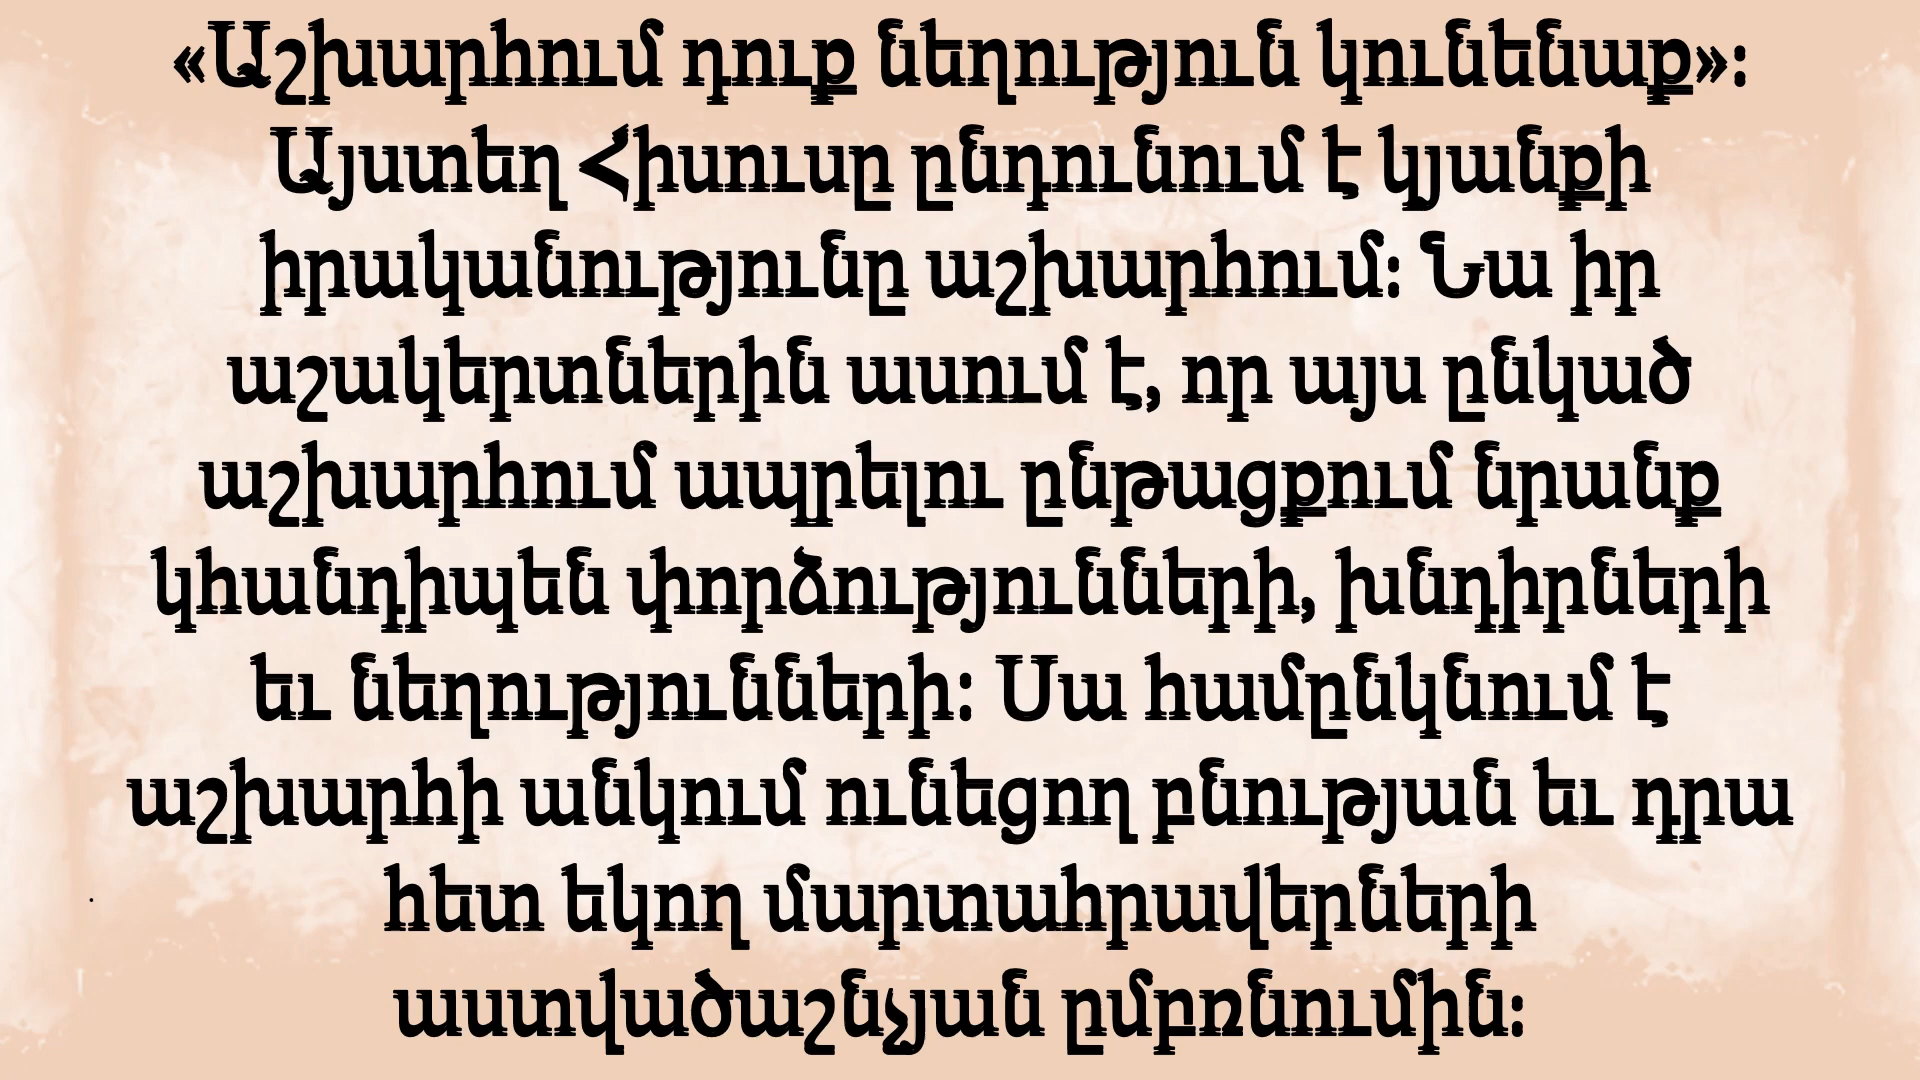 «Աշխարհում դուք նեղություն կունենաք»:
Այստեղ Հիսուսը ընդունում է կյանքի
իրականությունը աշխարհում: Նա իր
աշակերտներին ասում է, որ այս ընկած
աշխարհում ապրելու ընթացքում նրանք
կհանդիպեն փորձությունների, խնդիրների
եւ նեղությունների: Սա համընկնում է
աշխարհի անկում ունեցող բնության եւ դրա
հետ եկող մարտահրավերների
աստվածաշնչյան ըմբռնումին: